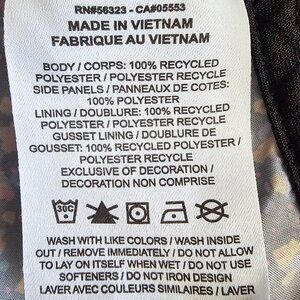 RN#56323 - CA#05553
MADE IN VIETNAM
FABRIQUE AU VIETNAM
BODY / CORPS: 100% RECYCLED
POLYESTER / POLYESTER RECYCLE
SIDE PANELS / PANNEAUX DE COTES:
100% POLYESTER
LINING / DOUBLURE: 100% RECYCLED
POLYESTER / POLYESTER RECYCLE
GUSSET LINING / DOUBLURE DE
GOUSSET: 100% RECYCLED POLYESTER /
POLYESTER RECYCLE
EXCLUSIVE OF DECORATION /
DECORATION NON COMPRISE
30C
WASH WITH LIKE COLORS / WASH INSIDE
OUT / REMOVE IMMEDIATELY / DO NOT ALLOW
TO LAY ON ITSELF WHEN WET / DO NOT USE
SOFTENERS / DO NOT IRON DESIGN
LAVER AVEC COULEURS SIMILAIRES / LAVER